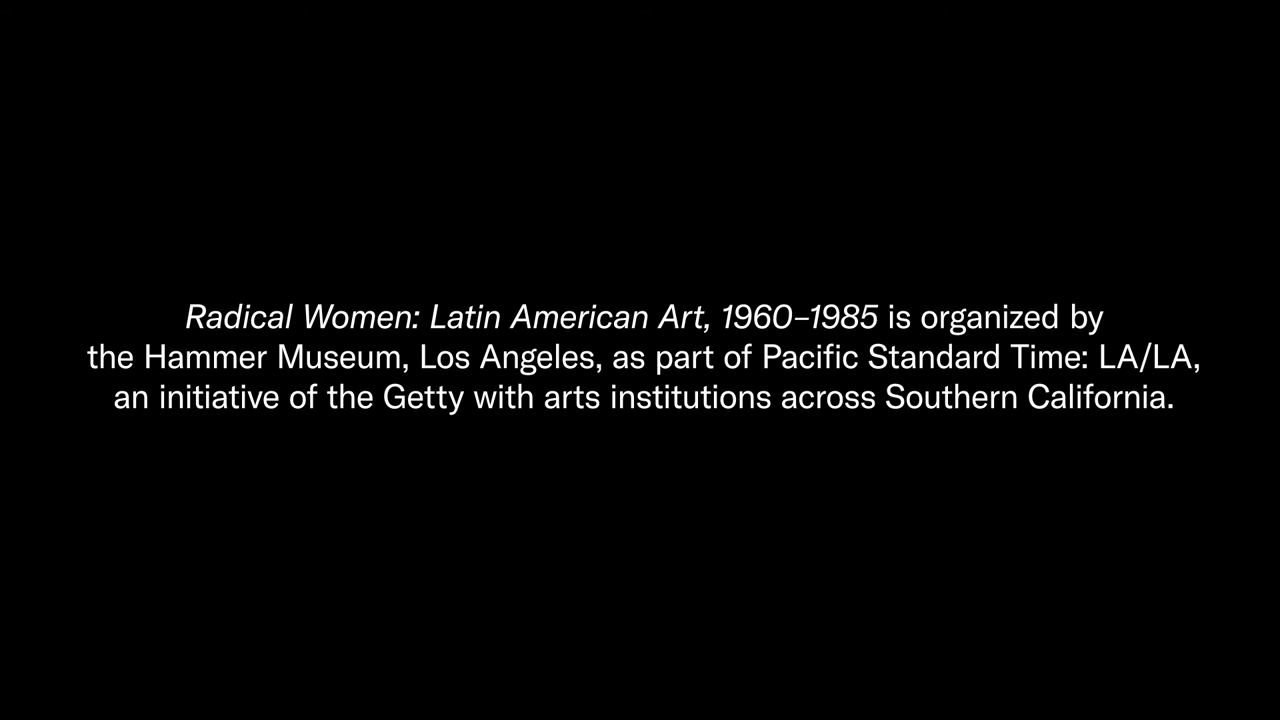 Radical Women: Latin American Art, 1960–1985 is organized by
the Hammer Museum, Los Angeles, as part of Pacific Standard Time: LA/LA,
an initiative of the Getty with arts institutions across Southern California.